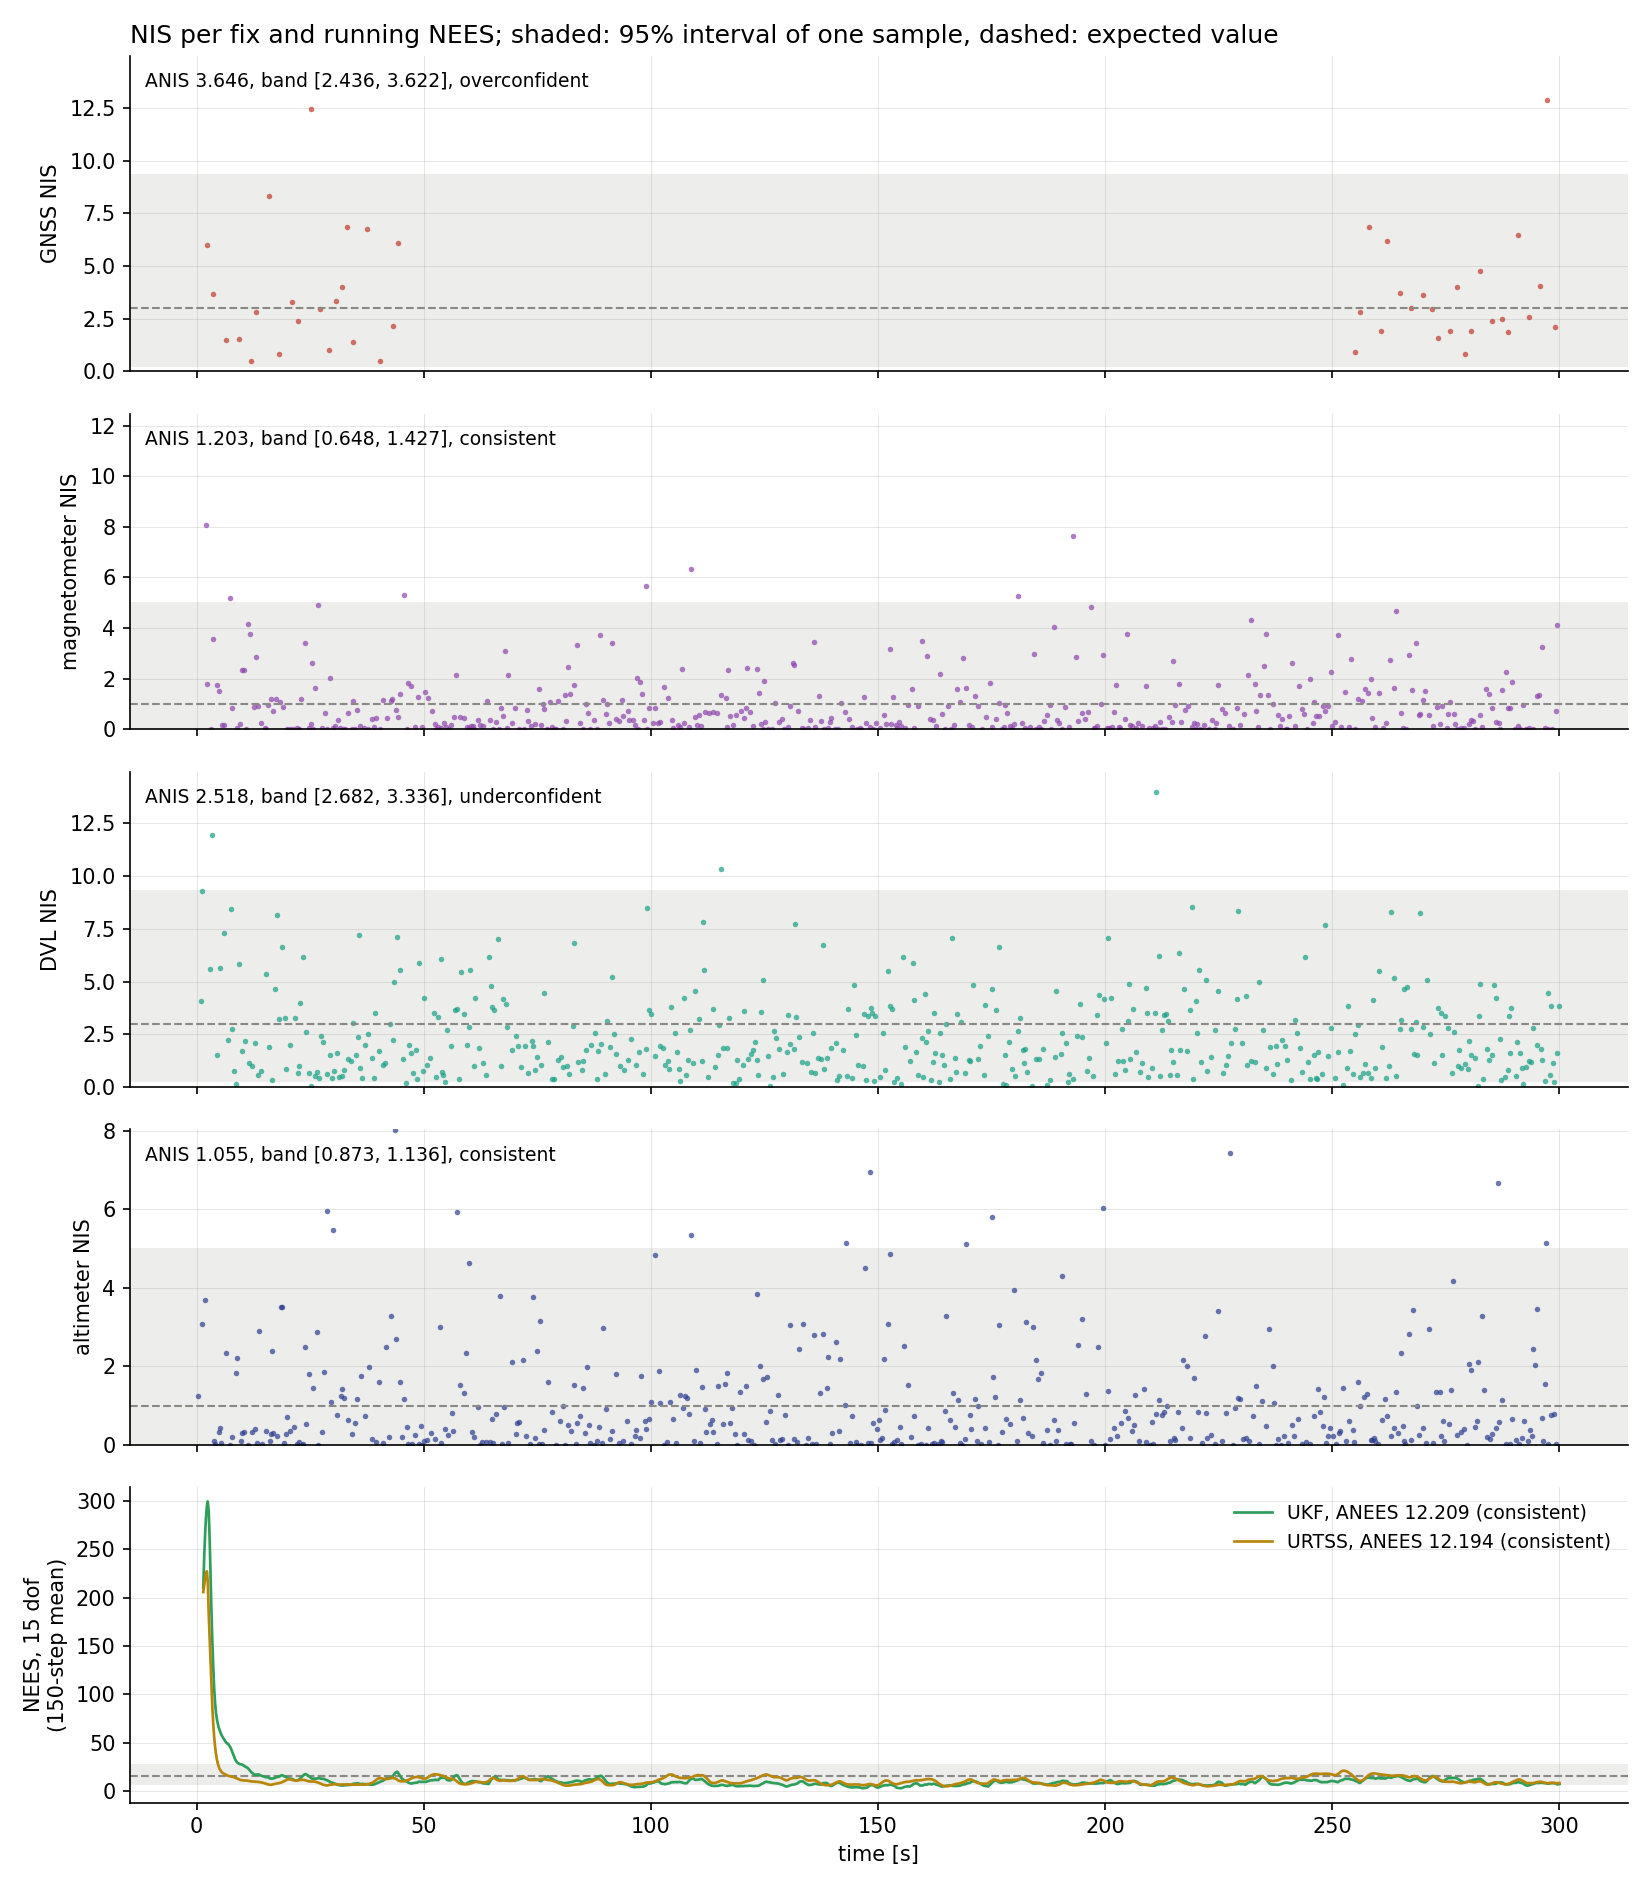 NIS per fix and running NEES; shaded: 95% interval of one sample, dashed: expected value
ANIS 3.646, band [2.436, 3.622], overconfident
GNSS NIS
12.5
10.0
7.5
5.0
2.5
0.0
ANIS 1.203, band [0.648, 1.427], consistent
magnetometer NIS
12
10
8
6
4
2
0
ANIS 2.518, band [2.682, 3.336], underconfident
DVL NIS
12.5
10.0
7.5
5.0
2.5
0.0
ANIS 1.055, band [0.873, 1.136], consistent
altimeter NIS
8
6
4
2
0
UKF, ANEES 12.209 (consistent)
URTSS, ANEES 12.194 (consistent)
NEES, 15 dof
(150-step mean)
300
250
200
150
100
50
0
0 50 100 150 200 250 300
time [s]